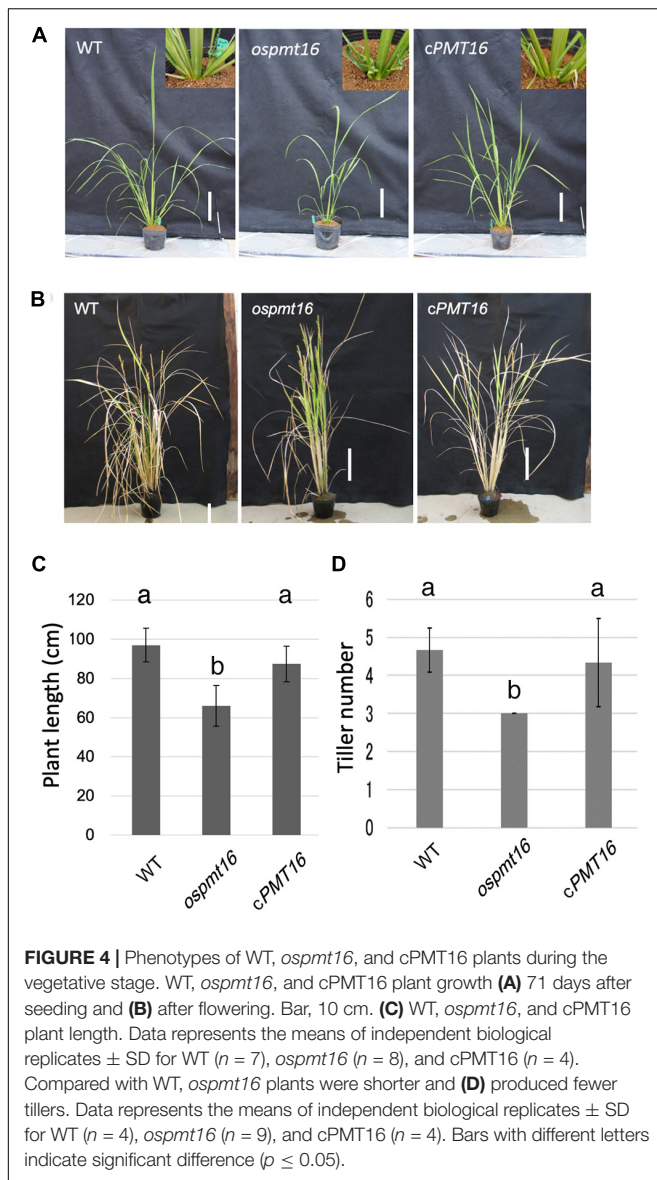 A
WT
ospmt16
cPMT16
B
WT
ospmt16
cPMT16
C
D
Plant length (cm)
120
100
80
60
40
20
0
a
b
a
WT
ospmt16
cPMT16
Tiller number
6
5
4
3
2
1
0
a
b
a
WT
ospmt16
cPMT16
FIGURE 4 | Phenotypes of WT, ospmt16, and cPMT16 plants during the
vegetative stage. WT, ospmt16, and cPMT16 plant growth (A) 71 days after
seeding and (B) after flowering. Bar, 10 cm. (C) WT, ospmt16, and cPMT16
plant length. Data represents the means of independent biological
replicates ± SD for WT (n = 7), ospmt16 (n = 8), and cPMT16 (n = 4).
Compared with WT, ospmt16 plants were shorter and (D) produced fewer
tillers. Data represents the means of independent biological replicates ± SD
for WT (n = 4), ospmt16 (n = 9), and cPMT16 (n = 4). Bars with different letters
indicate significant difference (p ≤ 0.05).